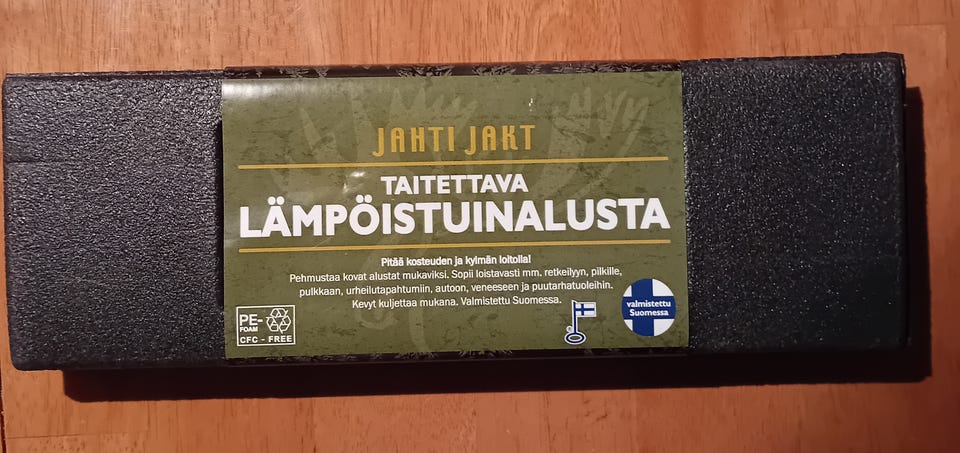 JAHTI JAKT
TAITETTAVA
LÄMPÖISTUINALUSTA
Pitää kosteuden ja kylmän loitolla!
Pehmustaa kovat alustat mukaviksi. Sopii loistavasti mm. retkeilyyn, pilkille,
pulkkaan, urheilutapahtumiin, autoon, veneeseen ja puutarhatuoleihin.
Kevyt kuljettaa mukana. Valmistettu Suomessa.
PE-
FOAM
CFC - FREE
valmistettu
Suomessa